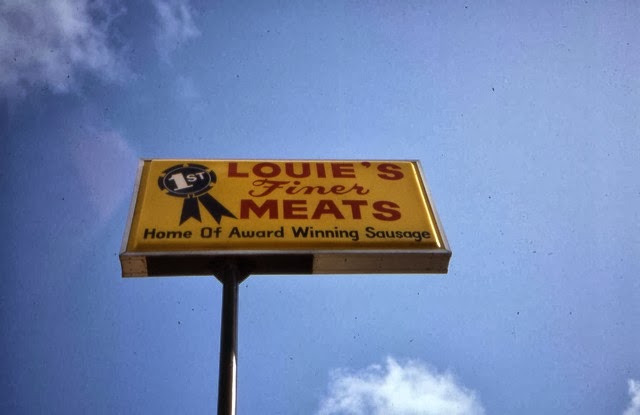 1ST
LOUIE'S
Finer
MEATS
Home Of Award Winning Sausage